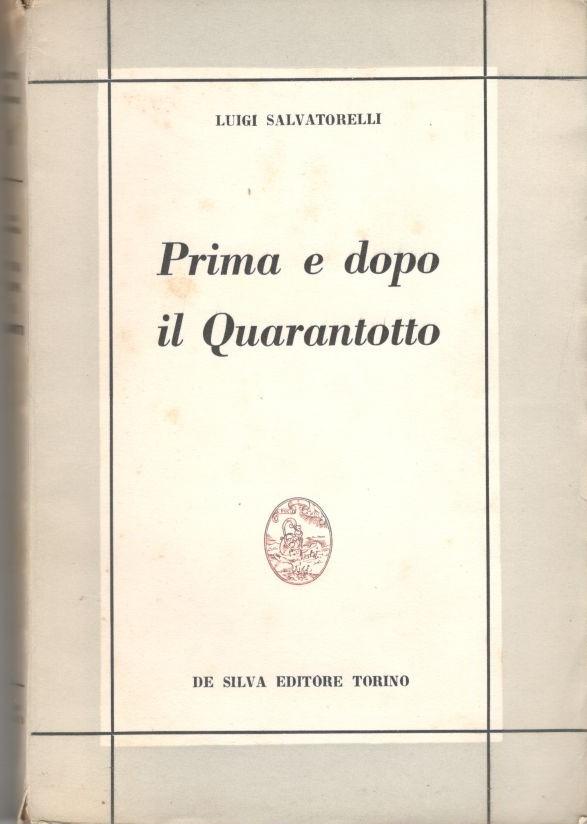 LUIGI SALVATORELLI
Prima e dopo
il Quarantotto
DE SILVA EDITORE TORINO